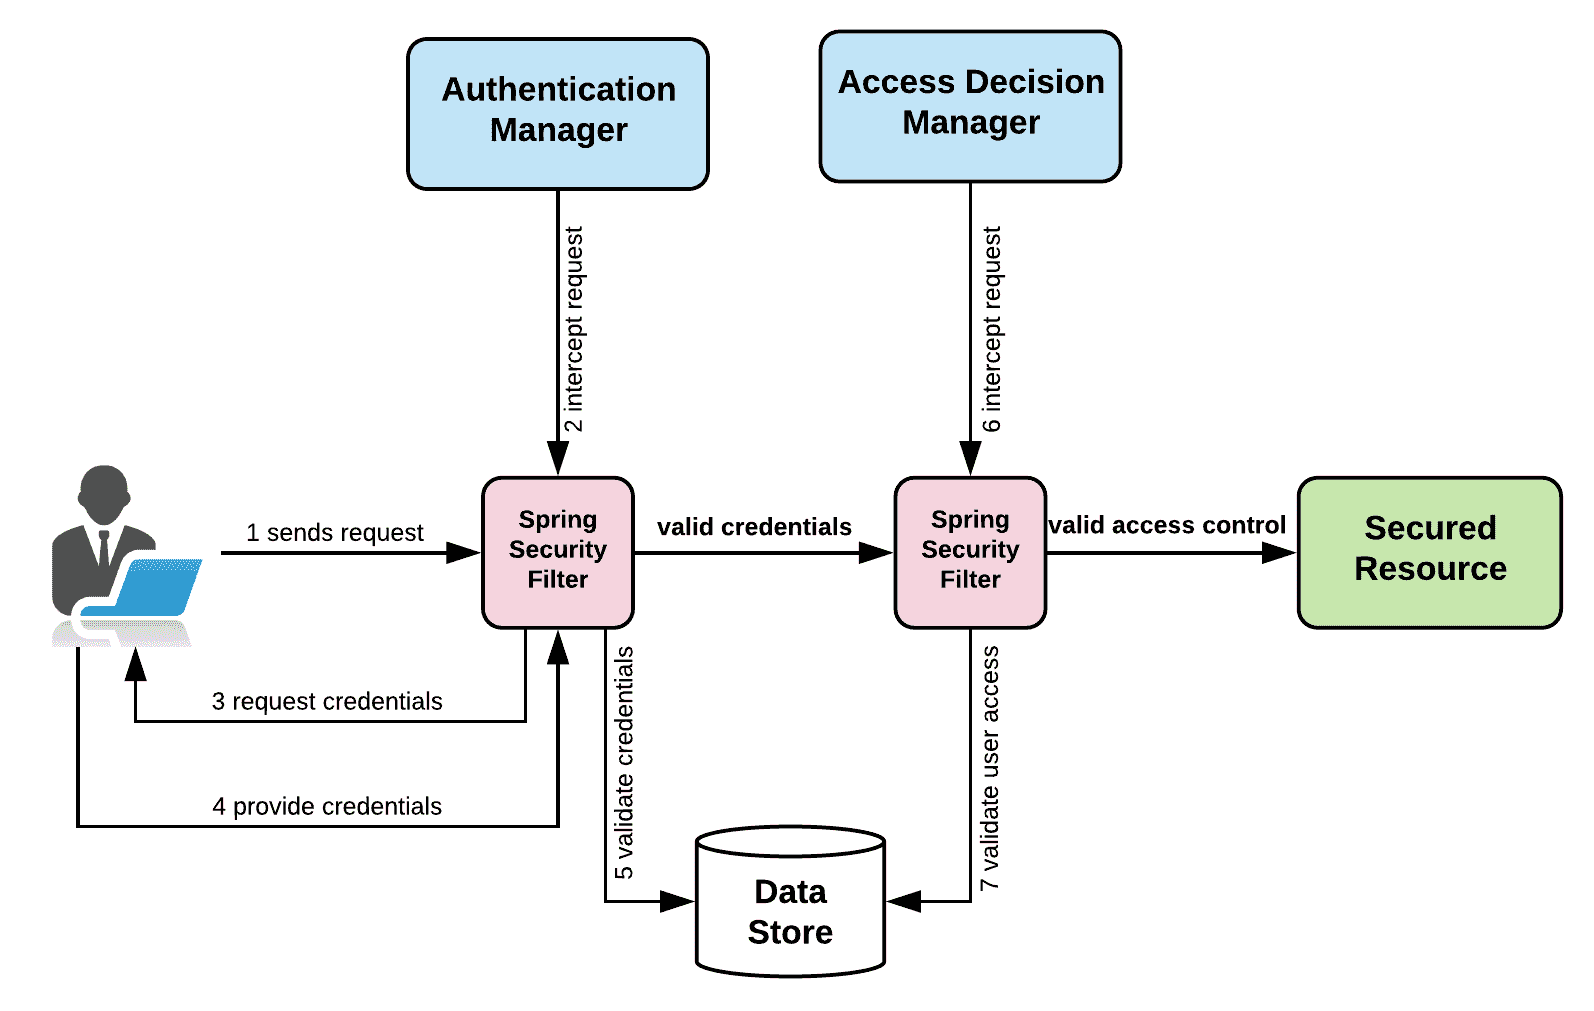 Authentication
Manager
Access Decision
Manager
2 intercept request
6 intercept request
1 sends request
Spring
Security
Filter
valid credentials
Spring
Security
Filter
valid access control
Secured
Resource
3 request credentials
4 provide credentials
5 validate credentials
7 validate user access
Data
Store